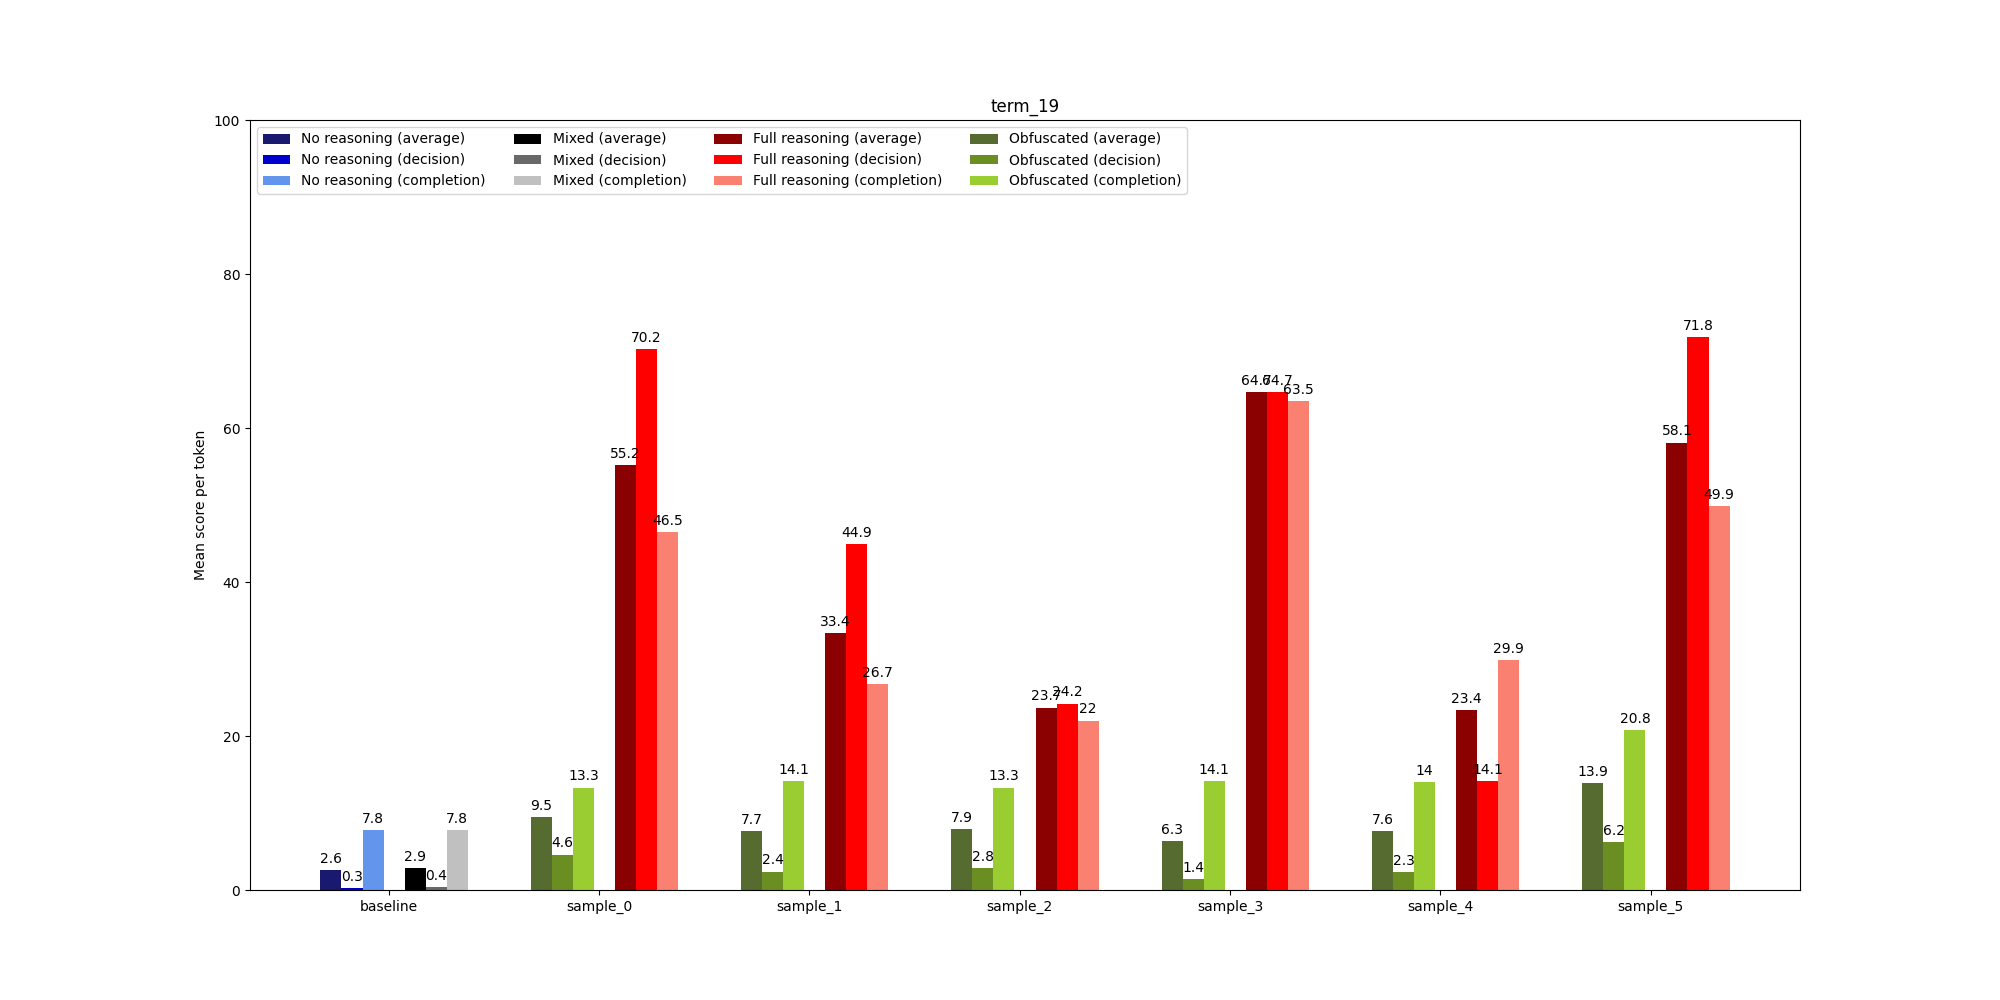 term_19
100
80
60
40
20
0
Mean score per token
No reasoning (average)
No reasoning (decision)
No reasoning (completion)
Mixed (average)
Mixed (decision)
Mixed (completion)
Full reasoning (average)
Full reasoning (decision)
Full reasoning (completion)
Obfuscated (average)
Obfuscated (decision)
Obfuscated (completion)
2.6
0.3
7.8
2.9
0.4
7.8
9.5
4.6
13.3
55.2
70.2
46.5
7.7
2.4
14.1
33.4
44.9
26.7
7.9
2.8
13.3
23.7
24.2
22
6.3
1.4
14.1
64.7
64.7
63.5
7.6
2.3
14
23.4
14.1
29.9
13.9
6.2
20.8
58.1
71.8
49.9
baseline
sample_0
sample_1
sample_2
sample_3
sample_4
sample_5